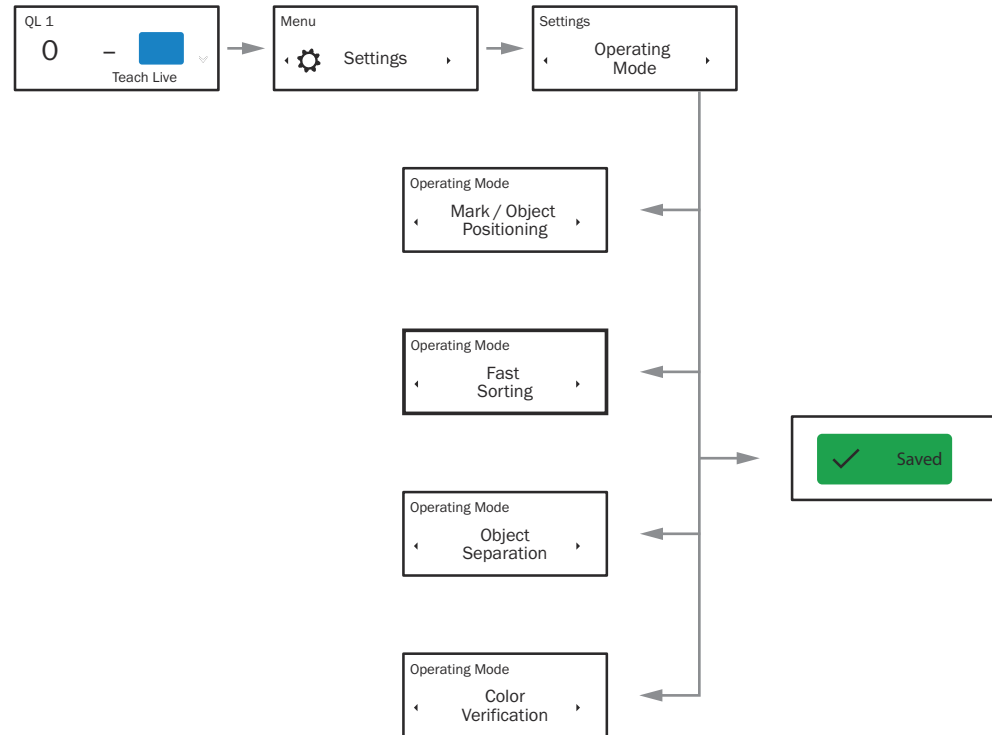 QL 1
0 –
Teach Live
Menu
Settings
Settings
Operating
Mode
Operating Mode
Mark / Object
Positioning
Operating Mode
Fast
Sorting
Saved
Operating Mode
Object
Separation
Operating Mode
Color
Verification